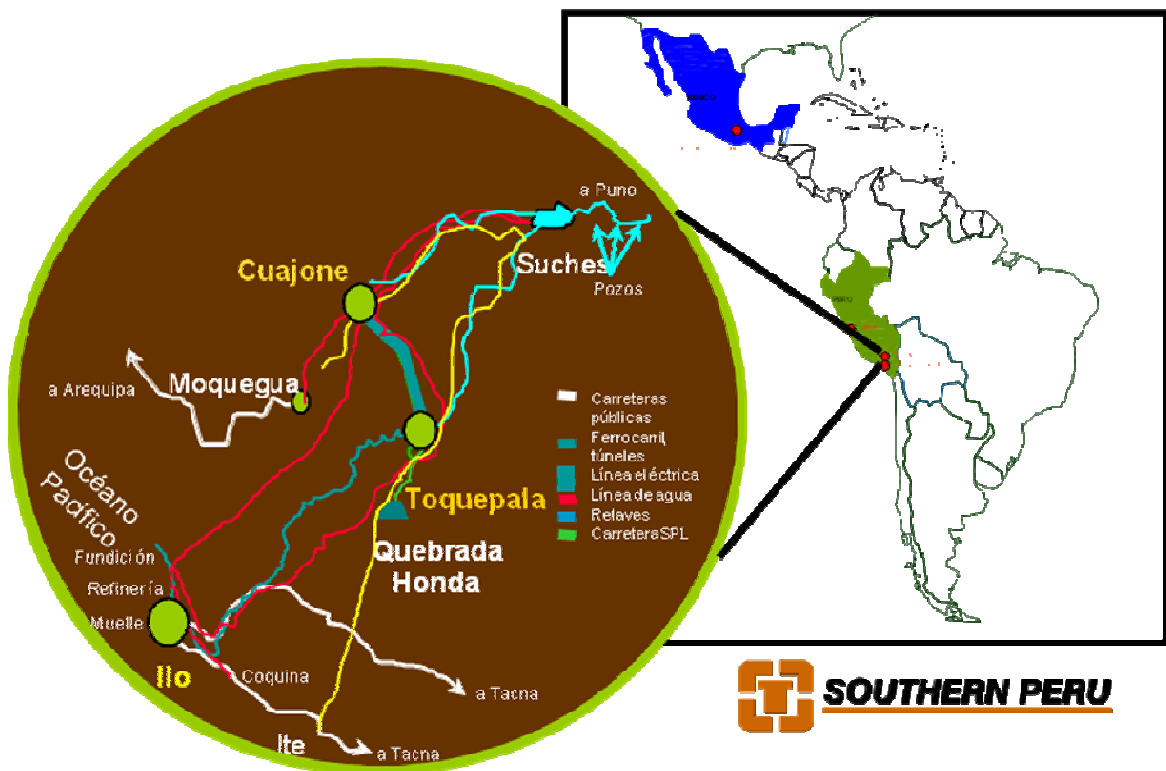 a Puno
Cuajone
Suches
Pozos
Moquegua
a Arequipa
Carreteras
públicas
Ferrocarril,
túneles
Línea eléctrica
Línea de agua
Relaves
Carretera SPL
Océano
Pacífico
Toquepala
Quebrada
Honda
Fundición
Refinería
Muelle
Ilo
Coquina
a Tacna
Ite
a Tacna
PERU
SOUTHERN PERU